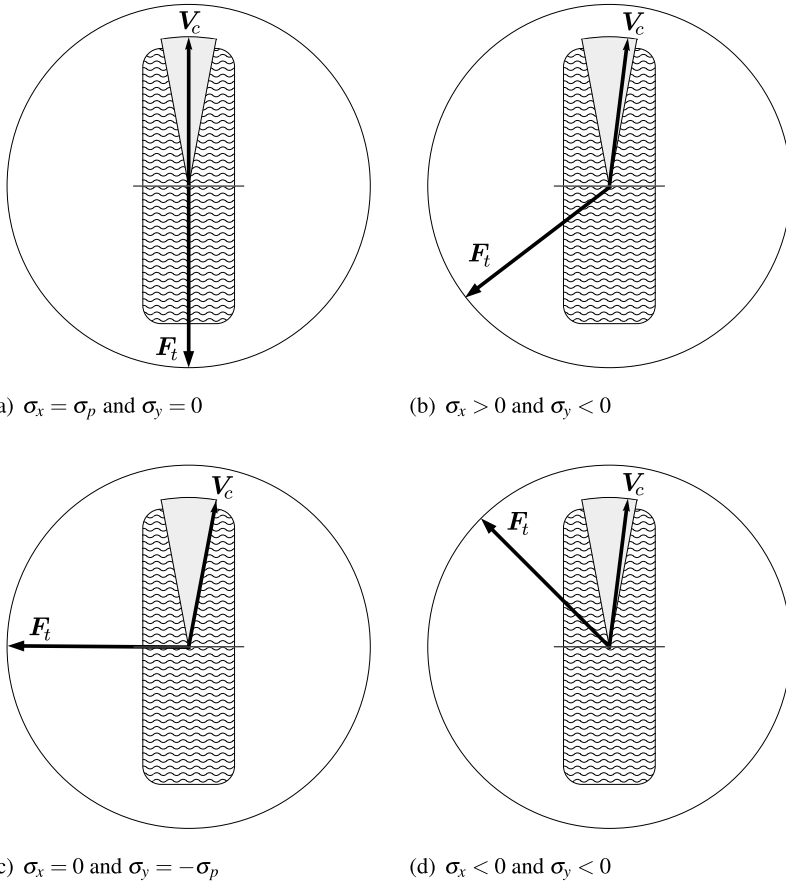 V_c
V_c
F_t
F_t
a) σ_x = σ_p and σ_y = 0
(b) σ_x > 0 and σ_y < 0
V_c
V_c
F_t
F_t
c) σ_x = 0 and σ_y = −σ_p
(d) σ_x < 0 and σ_y < 0